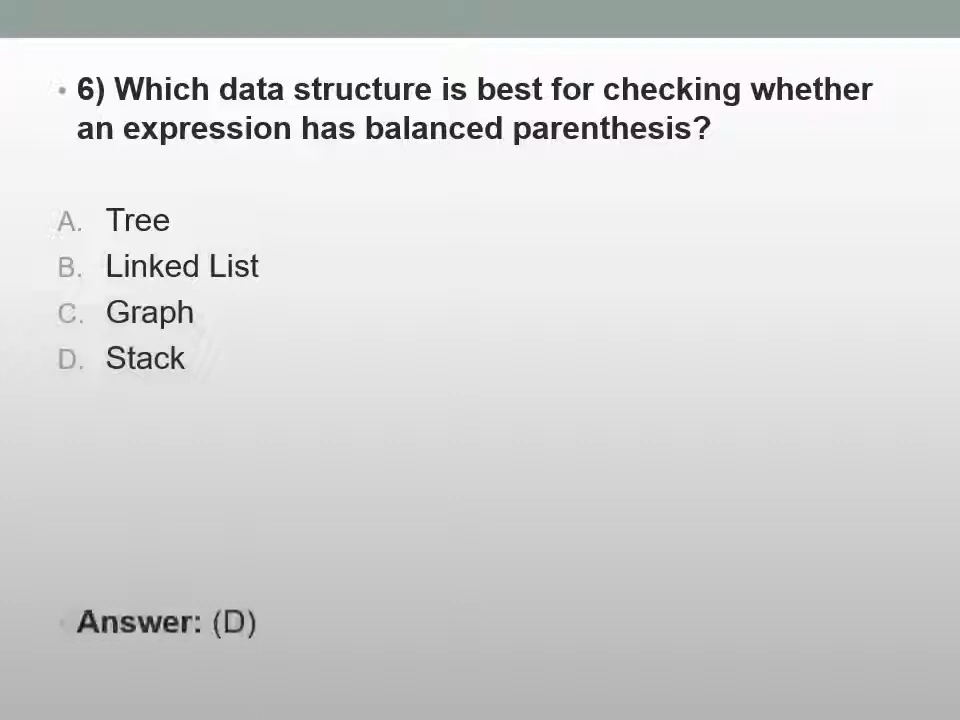 • 6) Which data structure is best for checking whether
an expression has balanced parenthesis?
A. Tree
B. Linked List
C. Graph
D. Stack
• Answer: (D)